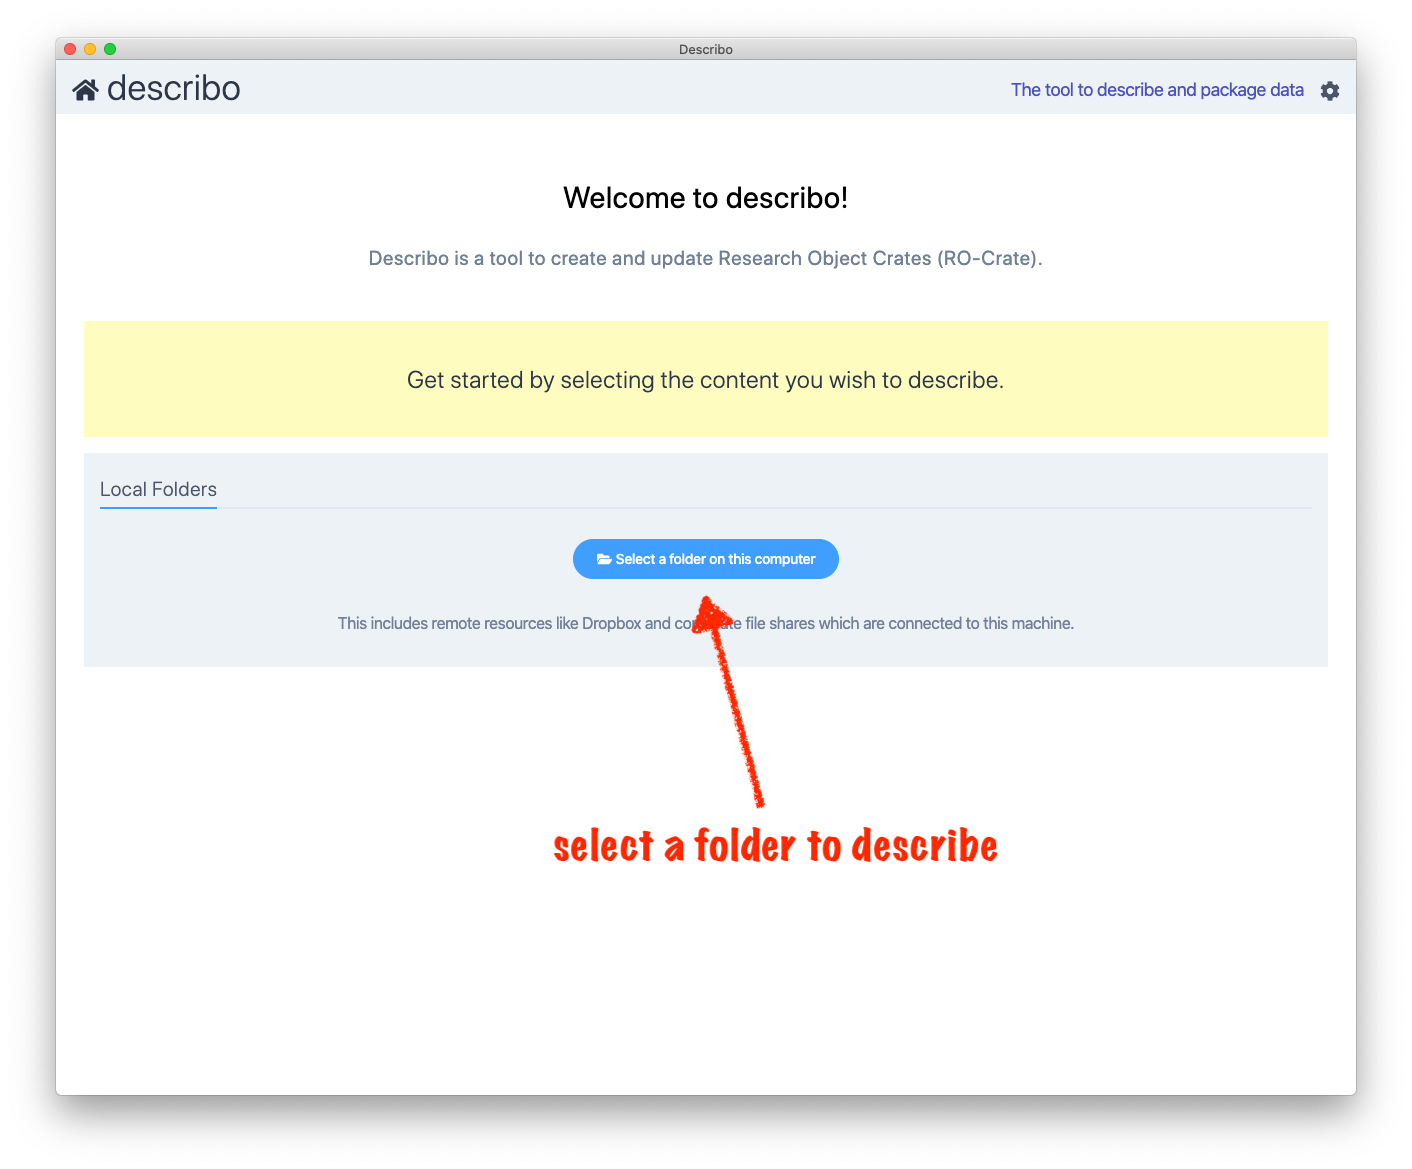 Describo
describo
The tool to describe and package data
Welcome to describo!
Describo is a tool to create and update Research Object Crates (RO-Crate).
Get started by selecting the content you wish to describe.
Local Folders
Select a folder on this computer
This includes remote resources like Dropbox and file shares which are connected to this machine.
select a folder to describe